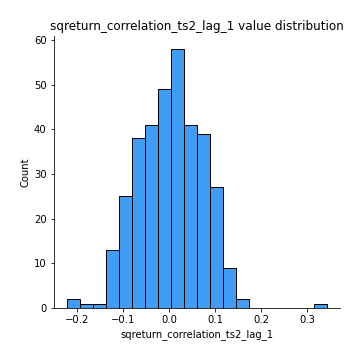 sqreturn_correlation_ts2_lag_1 value distribution
60
50
40
30
20
10
0
Count
−0.2 −0.1 0.0 0.1 0.2 0.3
sqreturn_correlation_ts2_lag_1